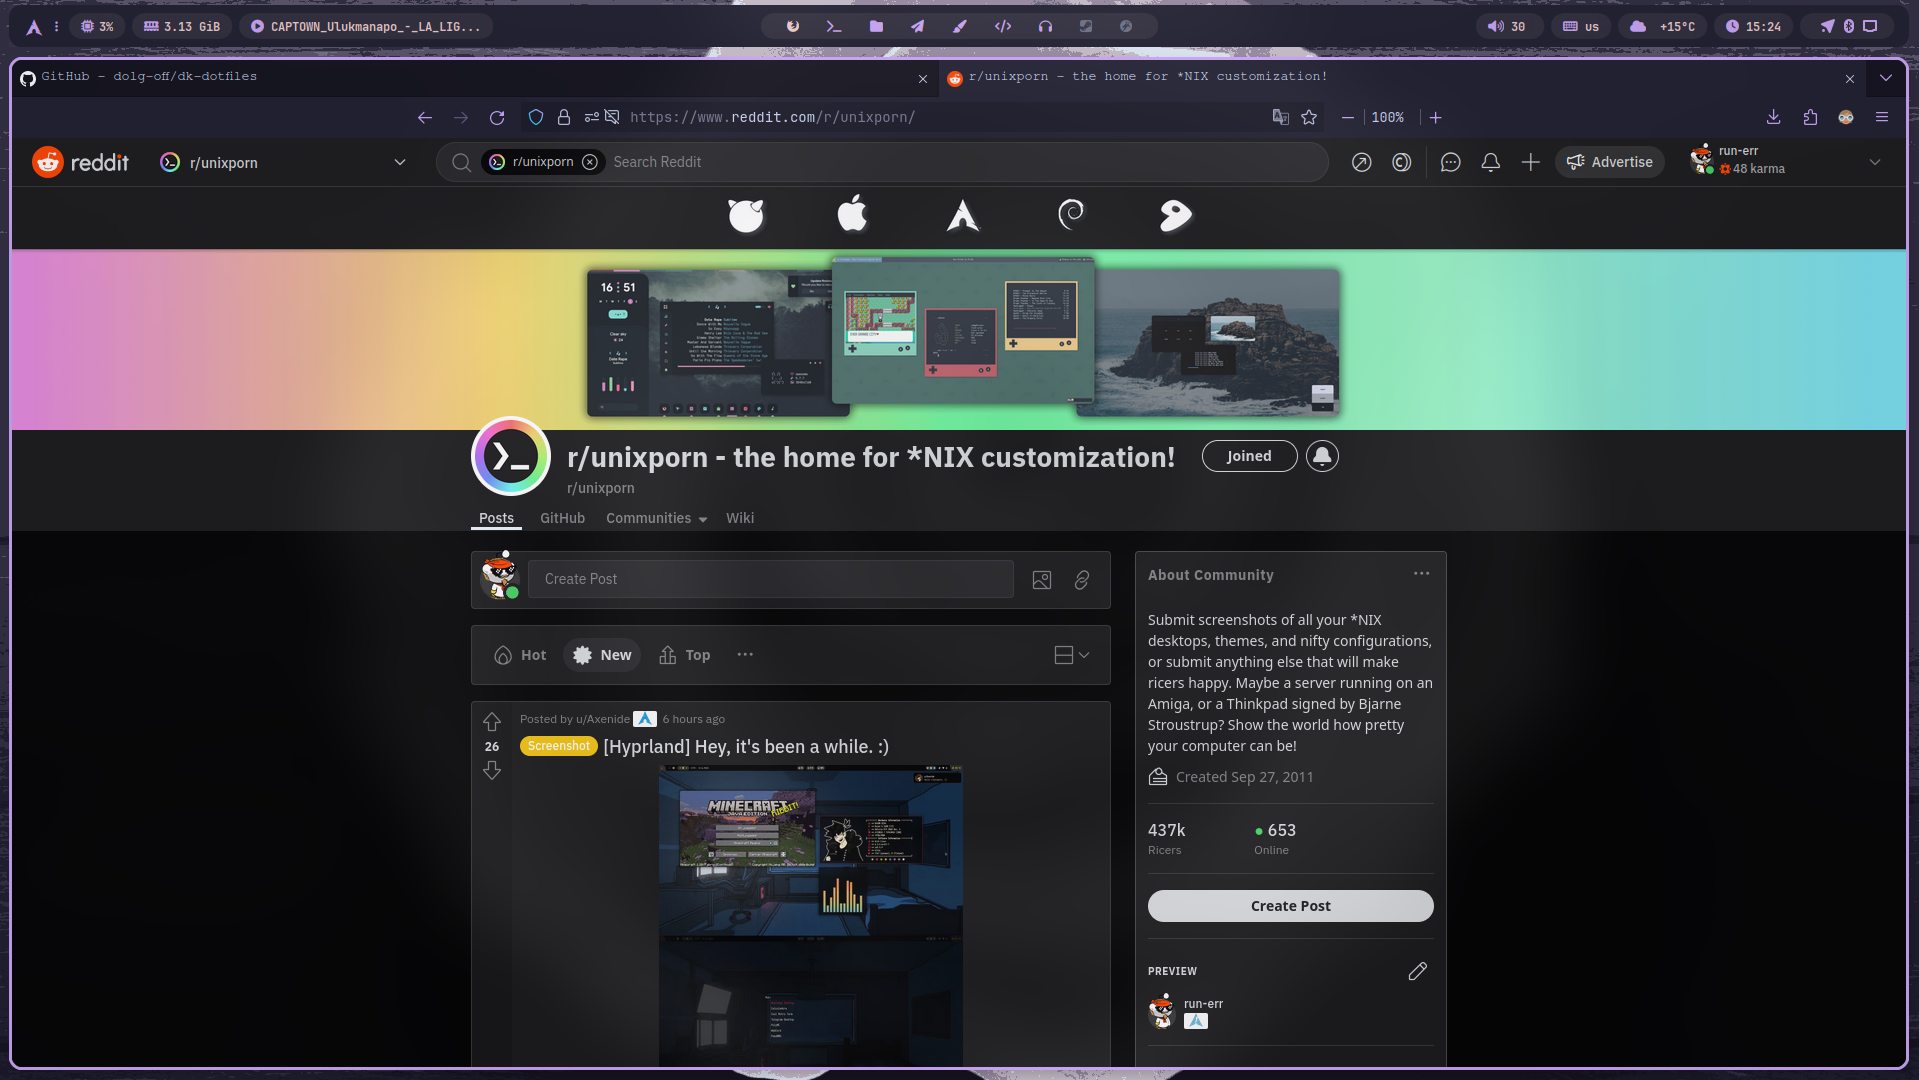 3%
3.13 GiB
CAPTOWN_Ulukmanapo_-_LA_LIG...
30
us
+15°C
15:24
GitHub - dolg-off/dk-dotfiles
r/unixporn - the home for *NIX customization!
https://www.reddit.com/r/unixporn/
100%
reddit
r/unixporn
r/unixporn
Search Reddit
Advertise
run-err
48 karma
16:51
r/unixporn - the home for *NIX customization!
Joined
r/unixporn
Posts
GitHub
Communities
Wiki
Create Post
Hot
New
Top
Posted by u/Axenide
6 hours ago
26
Screenshot
[Hyprland] Hey, it's been a while. :)
MINECRAFT
JAVA EDITION
About Community
Submit screenshots of all your *NIX
desktops, themes, and nifty configurations,
or submit anything else that will make
ricers happy. Maybe a server running on an
Amiga, or a Thinkpad signed by Bjarne
Stroustrup? Show the world how pretty
your computer can be!
Created Sep 27, 2011
437k
Ricers
653
Online
Create Post
PREVIEW
run-err